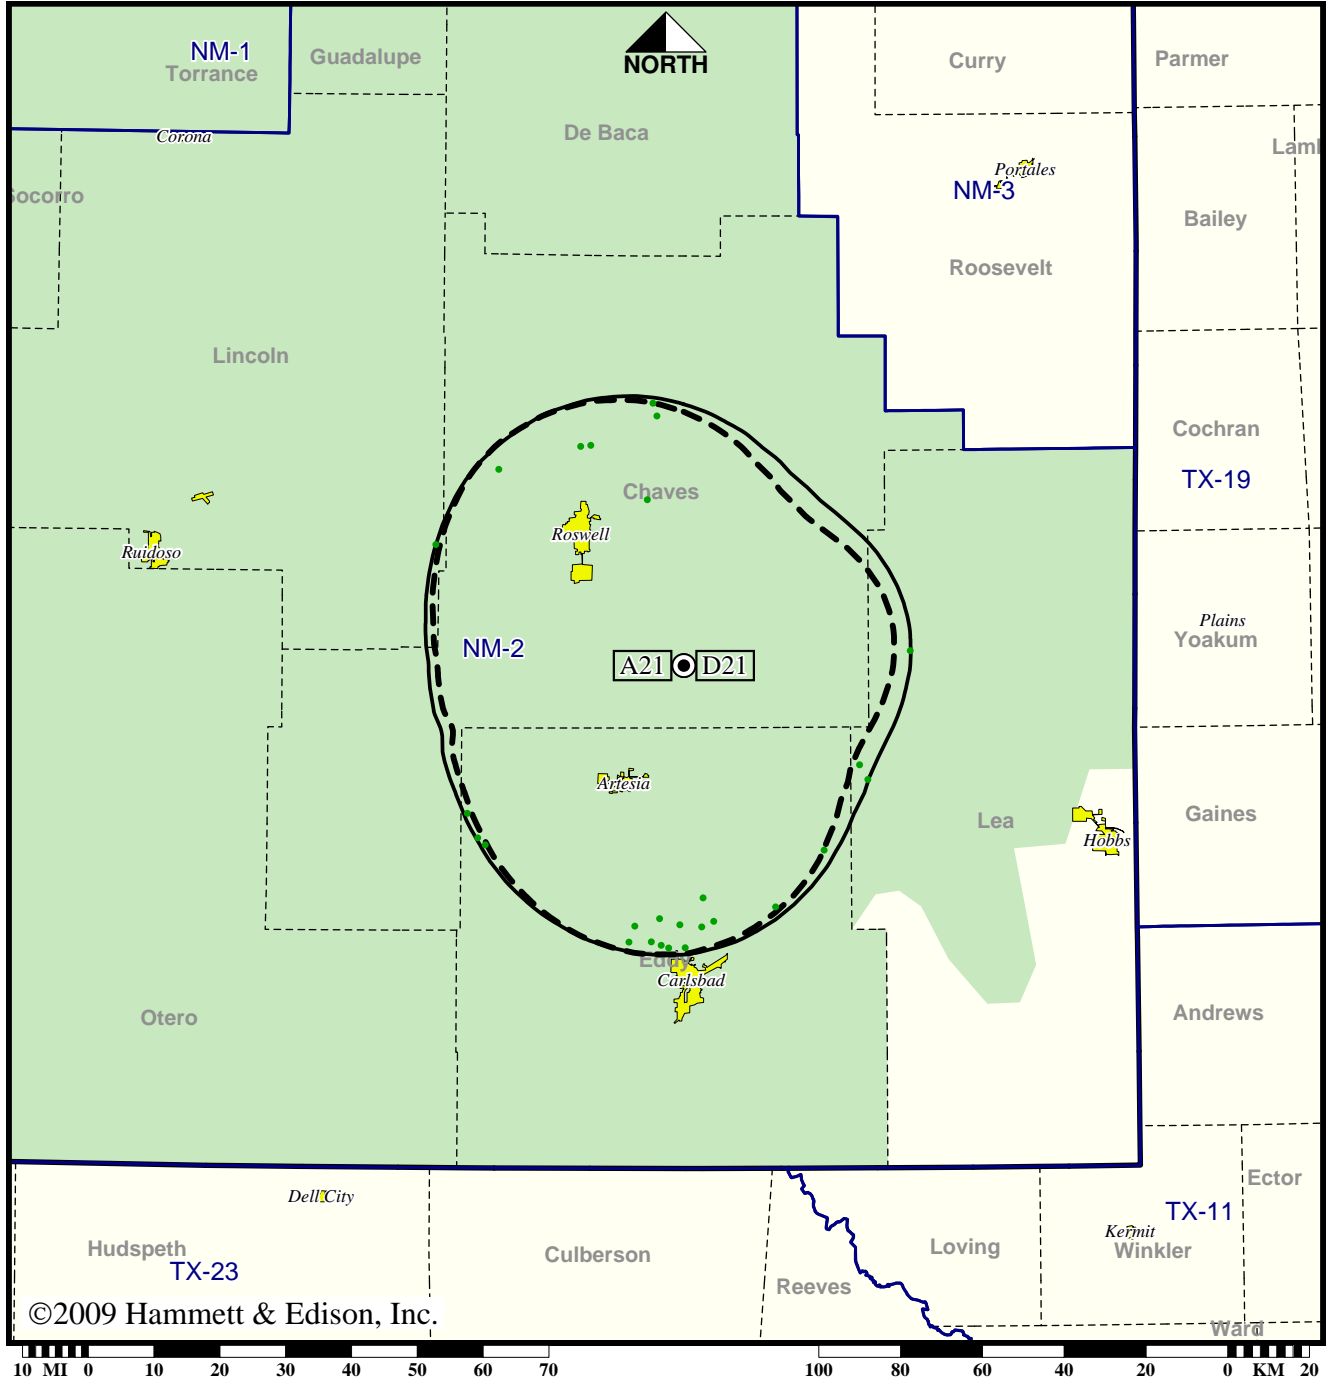 NM-1
Torrance
Guadalupe
NORTH
Curry
Parmer
Corona
De Baca
Lamb
Portales
NM-3
Socorro
Bailey
Roosevelt
Lincoln
Cochran
TX-19
Chaves
Roswell
Ruidoso
Plains
Yoakum
NM-2
A21
D21
Artesia
Lea
Gaines
Hobbs
Eddy
Carlsbad
Otero
Andrews
Dell City
Ector
TX-11
Kermit
Hudspeth
TX-23
Culberson
Loving
Winkler
Reeves
©2009 Hammett & Edison, Inc.
Ward
10 MI 0 10 20 30 40 50 60 70
100 80 60 40 20 0 KM 20